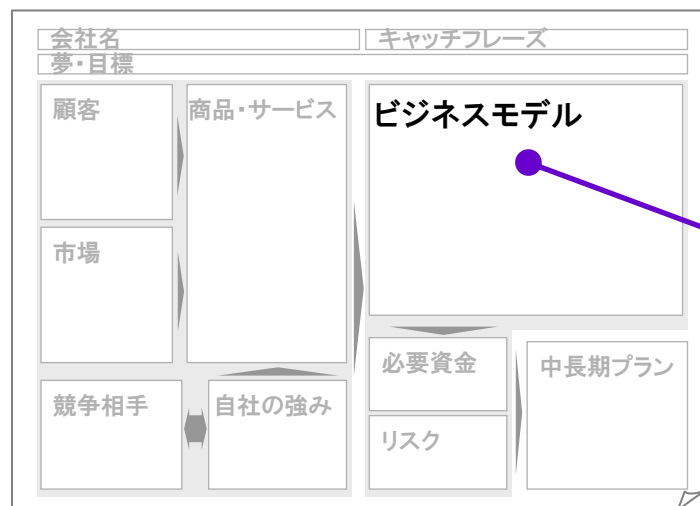 会社名
キャッチフレーズ
夢・目標
顧客
商品・サービス
ビジネスモデル
市場
必要資金
中長期プラン
競争相手
自社の強み
リスク